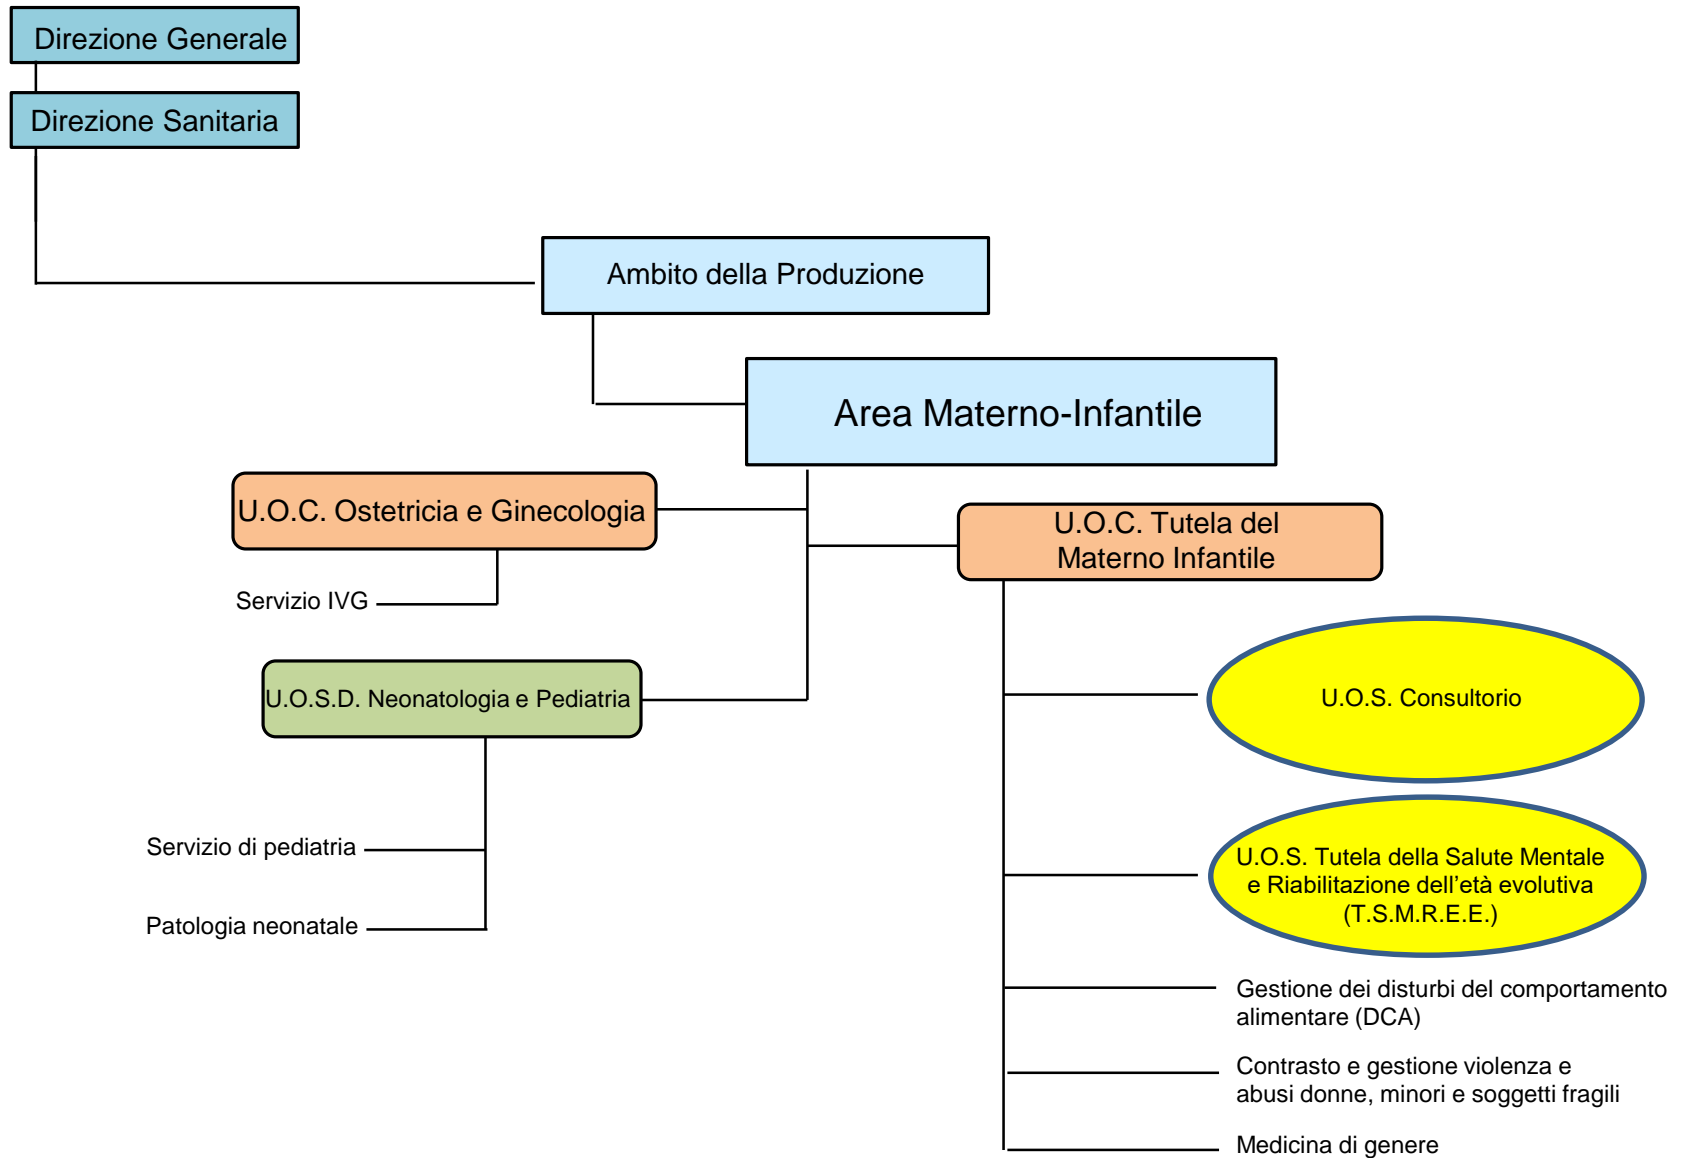 Direzione Generale
Direzione Sanitaria
Ambito della Produzione
Area Materno-Infantile
U.O.C. Ostetricia e Ginecologia
Servizio IVG
U.O.S.D. Neonatologia e Pediatria
Servizio di pediatria
Patologia neonatale
U.O.C. Tutela del
Materno Infantile
U.O.S. Consultorio
U.O.S. Tutela della Salute Mentale
e Riabilitazione dell’età evolutiva
(T.S.M.R.E.E.)
Gestione dei disturbi del comportamento
alimentare (DCA)
Contrasto e gestione violenza e
abusi donne, minori e soggetti fragili
Medicina di genere